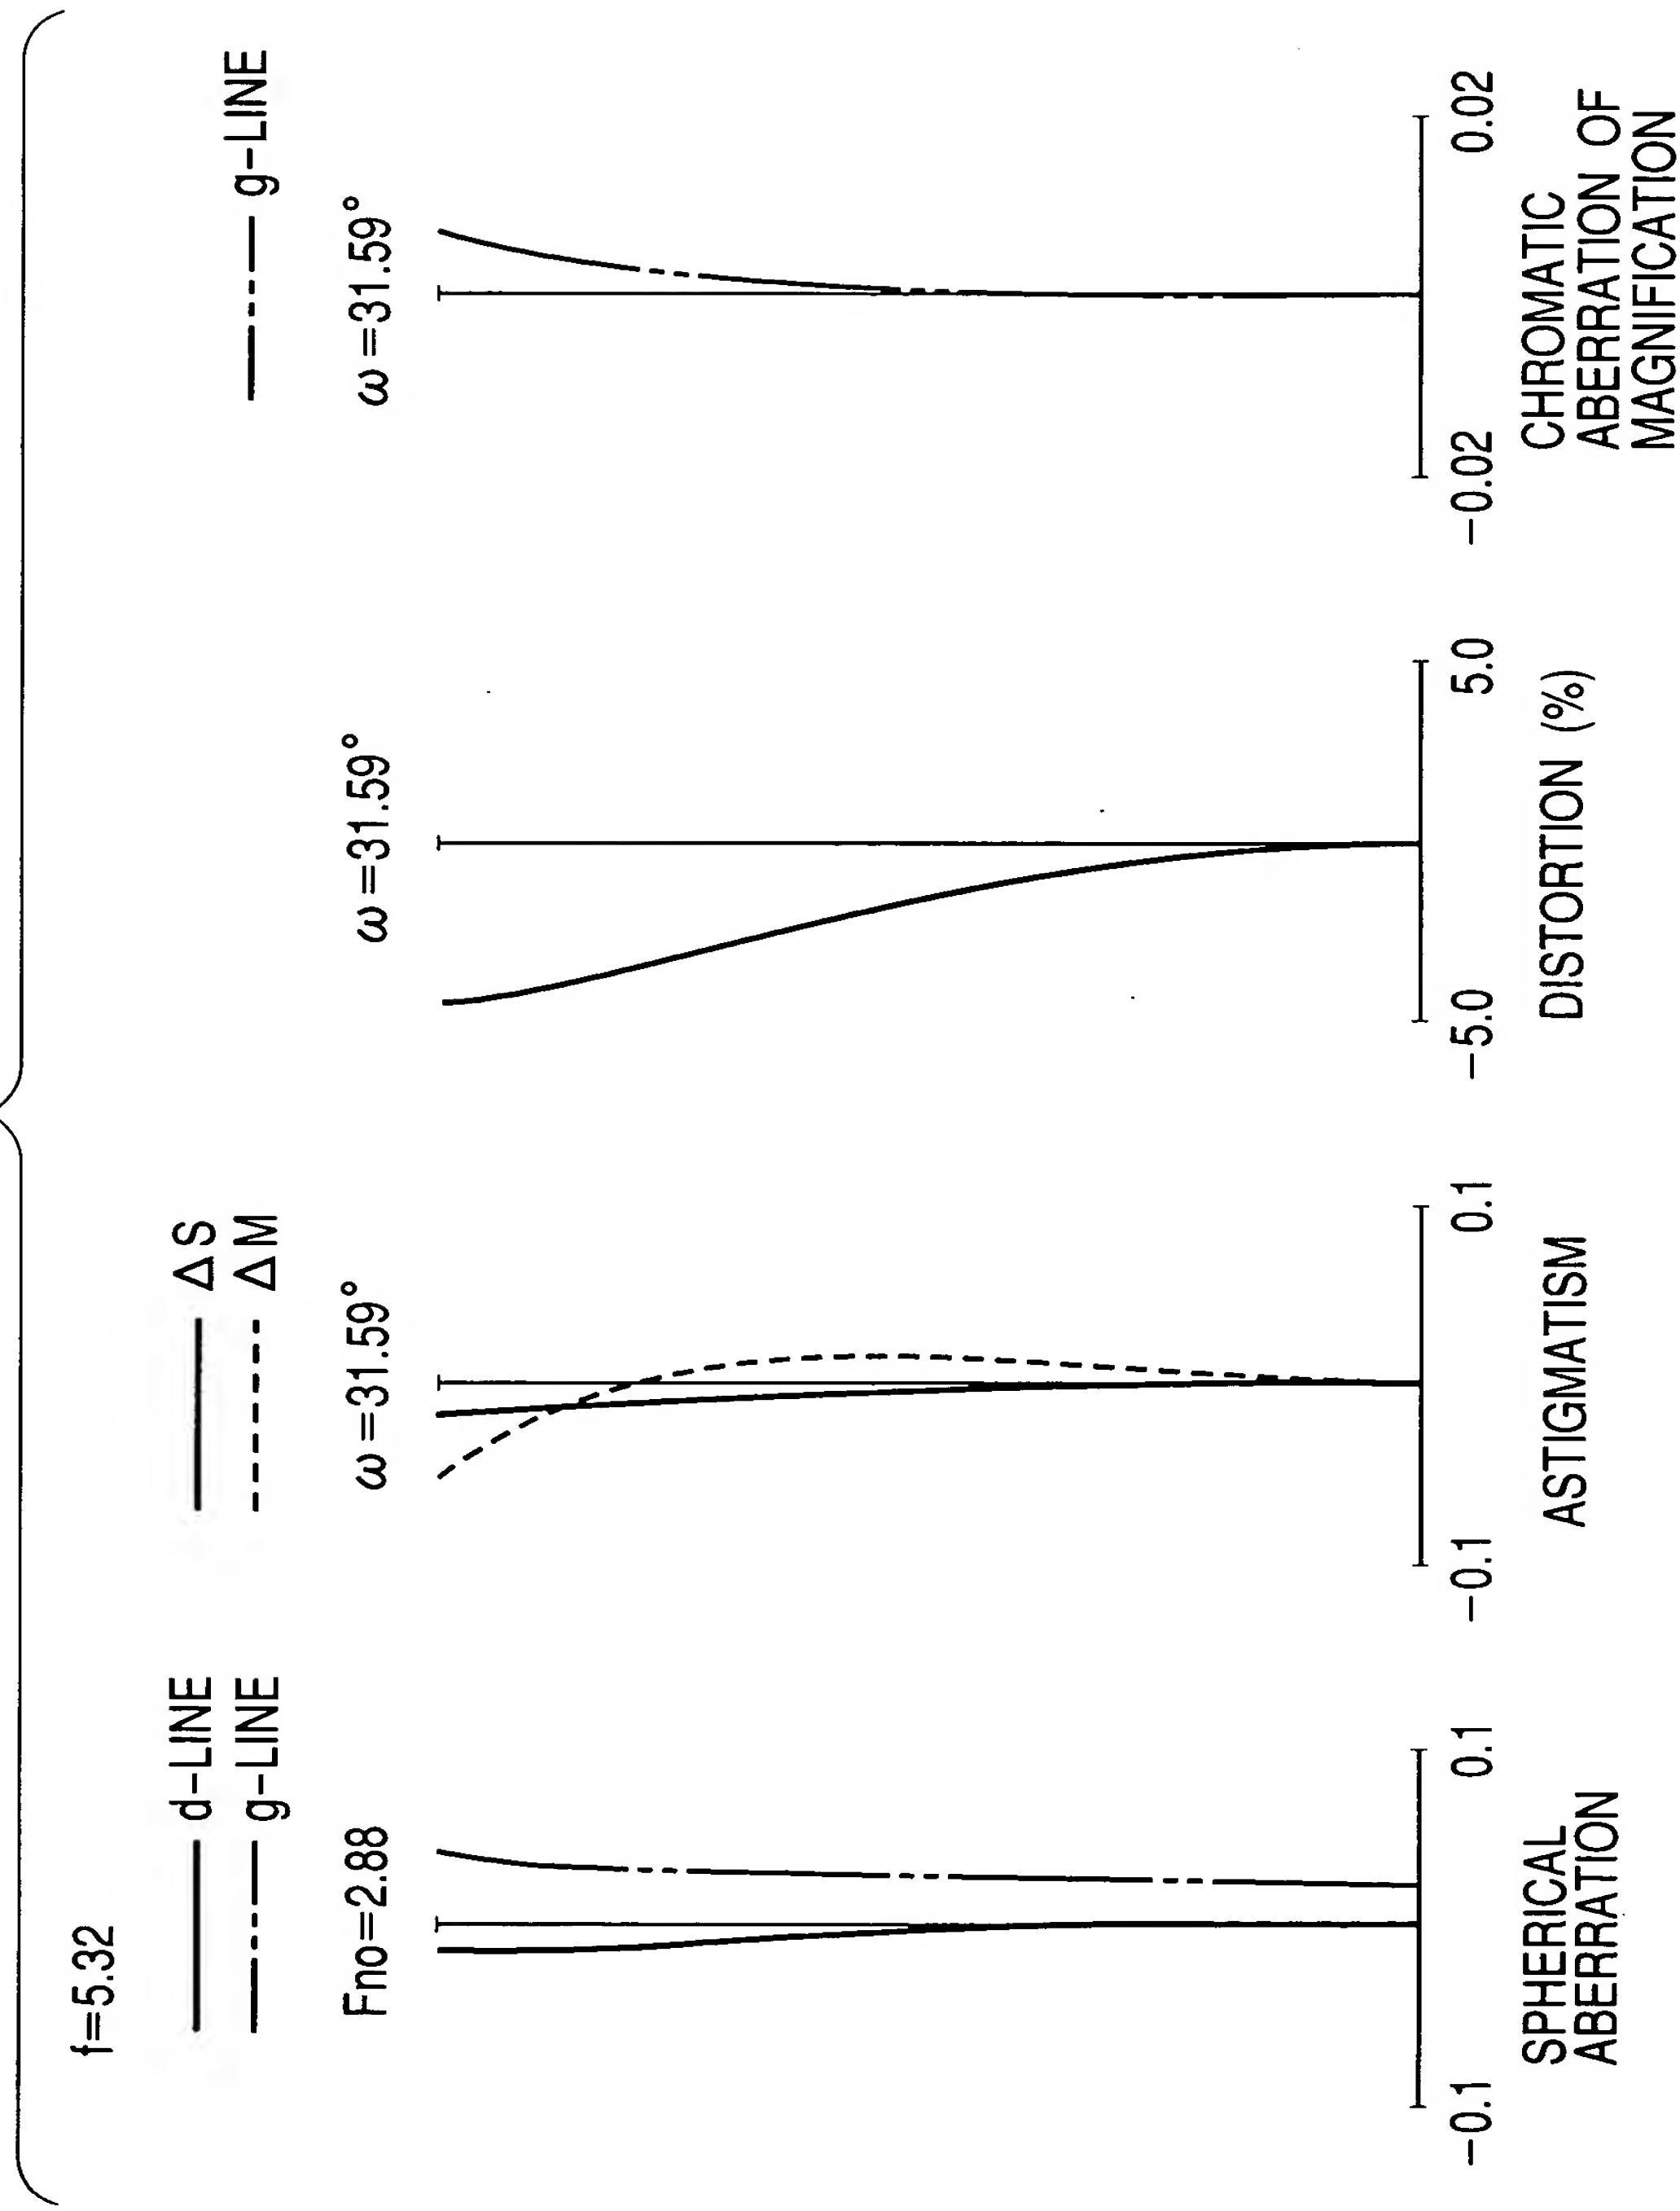 f=5.32
d-LINE
g-LINE
Fno=2.88
-0.1
0.1
SPHERICAL
ABERRATION
ΔS
ΔM
ω=31.59°
-0.1
0.1
ASTIGMATISM
ω=31.59°
-5.0
5.0
DISTORTION (%)
g-LINE
ω=31.59°
-0.02
0.02
CHROMATIC
ABERRATION OF
MAGNIFICATION